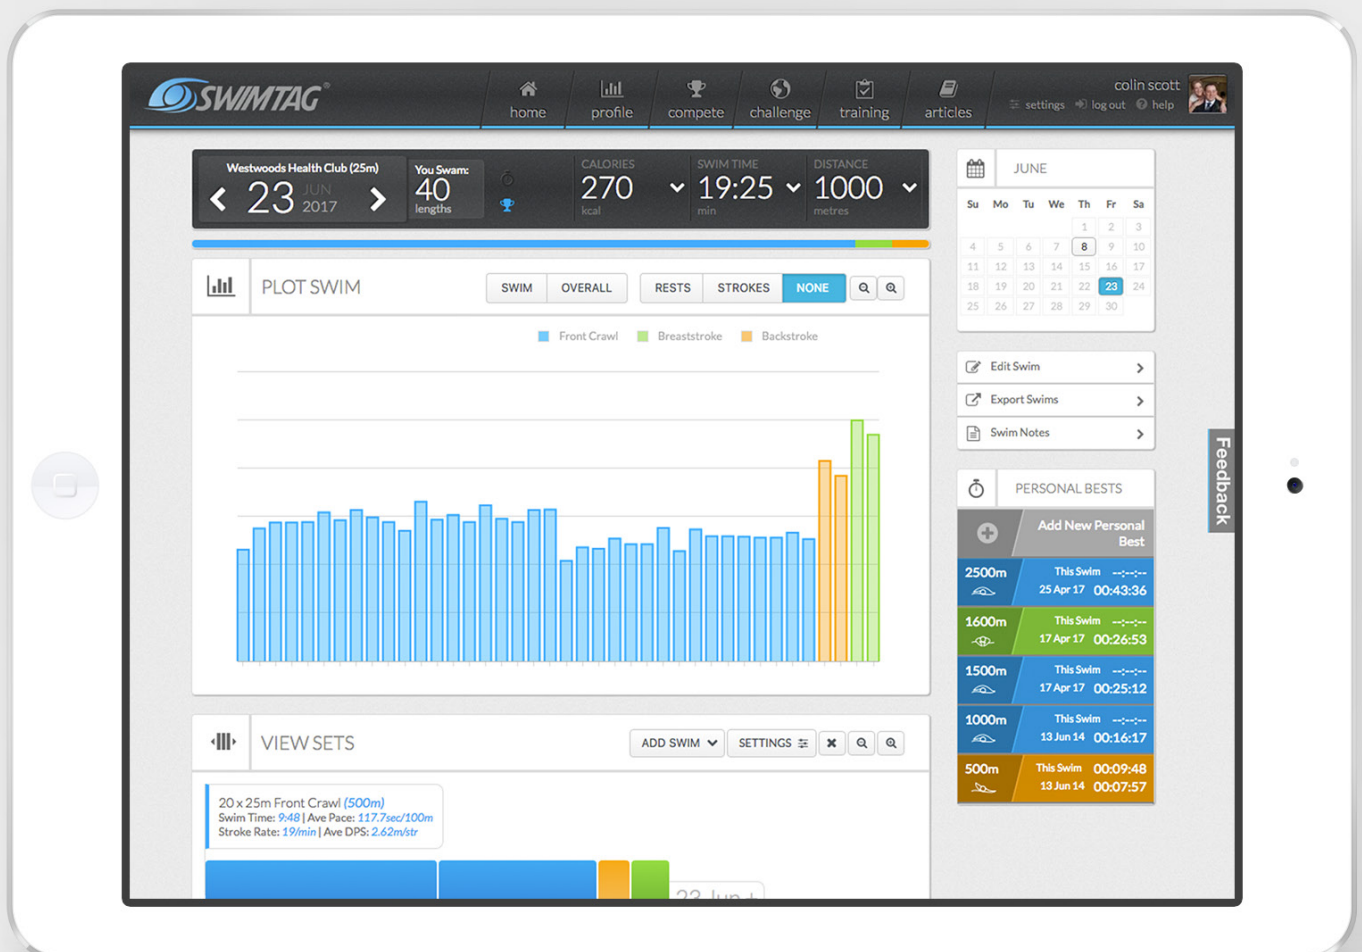 SWIMTAG®
home
profile
compete
challenge
training
articles
colin scott
settings log out help
Westwoods Health Club (25m)
23 JUN 2017
You Swam:
40
lengths
CALORIES
270
kcal
SWIM TIME
19:25
min
DISTANCE
1000
metres
PLOT SWIM
SWIM OVERALL
RESTS STROKES NONE
Front Crawl Breaststroke Backstroke
VIEW SETS
ADD SWIM SETTINGS
20 x 25m Front Crawl (500m)
Swim Time: 9:48 | Ave Pace: 117.7sec/100m
Stroke Rate: 19/min | Ave DPS: 2.62m/str
23 Jun +
JUNE
Su Mo Tu We Th Fr Sa
1 2 3
4 5 6 7 8 9 10
11 12 13 14 15 16 17
18 19 20 21 22 23 24
25 26 27 28 29 30
Edit Swim
Export Swims
Swim Notes
PERSONAL BESTS
Add New Personal
Best
2500m This Swim --:--:--
25 Apr 17 00:43:36
1600m This Swim --:--:--
17 Apr 17 00:26:53
1500m This Swim --:--:--
17 Apr 17 00:25:12
1000m This Swim --:--:--
13 Jun 14 00:16:17
500m This Swim 00:09:48
13 Jun 14 00:07:57
Feedback